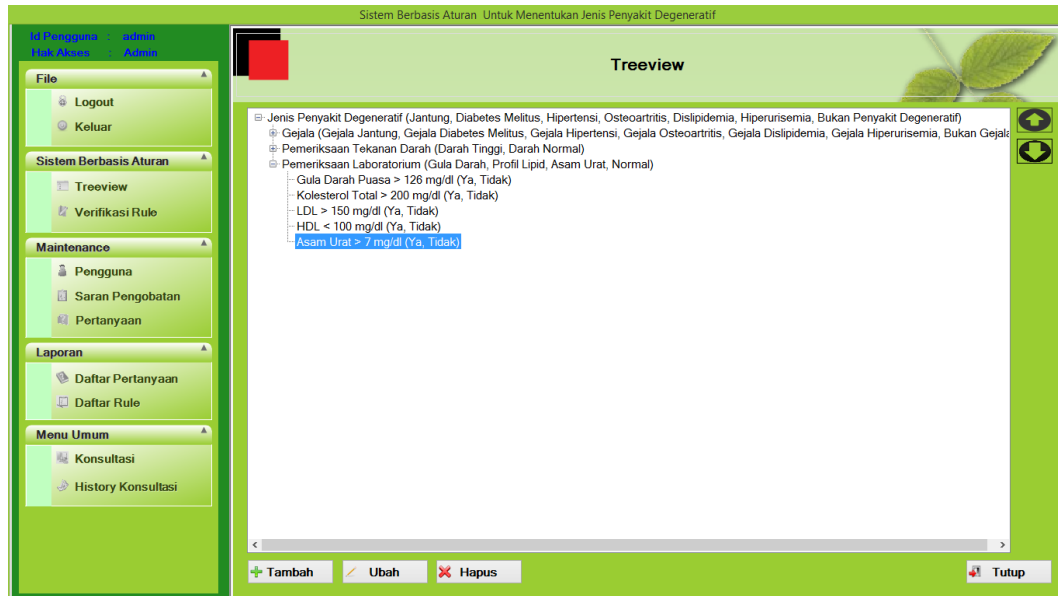 Sistem Berbasis Aturan Untuk Menentukan Jenis Penyakit Degeneratif
Id Pengguna : admin
Hak Akses : Admin
File
Logout
Keluar
Sistem Berbasis Aturan
Treeview
Verifikasi Rule
Maintenance
Pengguna
Saran Pengobatan
Pertanyaan
Laporan
Daftar Pertanyaan
Daftar Rule
Menu Umum
Konsultasi
History Konsultasi
Treeview
Jenis Penyakit Degeneratif (Jantung, Diabetes Melitus, Hipertensi, Osteoartritis, Dislipidemia, Hiperurisemia, Bukan Penyakit Degeneratif)
Gejala (Gejala Jantung, Gejala Diabetes Melitus, Gejala Hipertensi, Gejala Osteoartritis, Gejala Dislipidemia, Gejala Hiperurisemia, Bukan Gejala
Pemeriksaan Tekanan Darah (Darah Tinggi, Darah Normal)
Pemeriksaan Laboratorium (Gula Darah, Profil Lipid, Asam Urat, Normal)
Gula Darah Puasa > 126 mg/dl (Ya, Tidak)
Kolesterol Total > 200 mg/dl (Ya, Tidak)
LDL > 150 mg/dl (Ya, Tidak)
HDL < 100 mg/dl (Ya, Tidak)
Asam Urat > 7 mg/dl (Ya, Tidak)
Tambah
Ubah
Hapus
Tutup